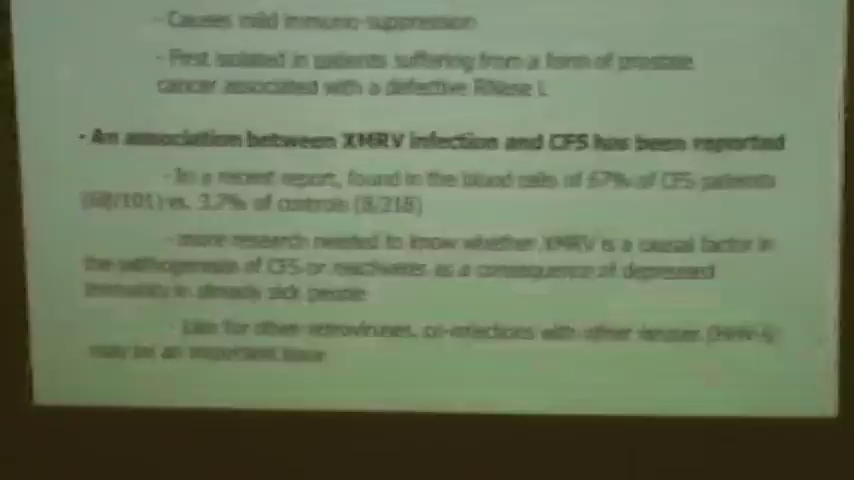 - Causes mild immuno-suppression
- First isolated in patients suffering from a form of prostate
cancer associated with a defective RNase L
• An association between XMRV infection and CFS has been reported
- In a recent report, found in the blood cells of 67% of CFS patients
(68/101) vs. 3.7% of controls (8/218)
- more research needed to know whether XMRV is a causal factor in
the pathogenesis of CFS or reactivates as a consequence of depressed
immunity in already sick people
- Like for other retroviruses, co-infections with other viruses
may be an important issue